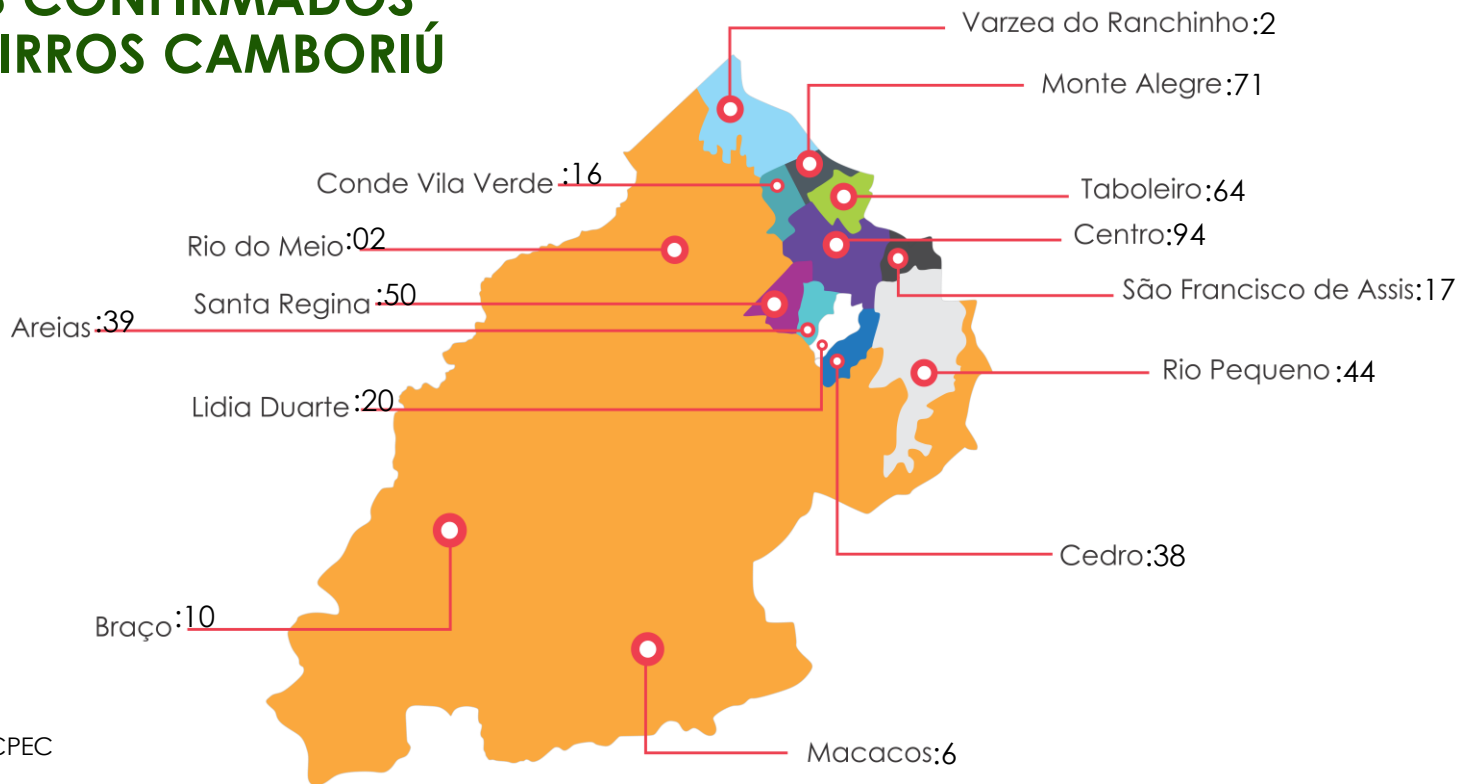 S CONFIRMADOS
IRROS CAMBORIÚ
Varzea do Ranchinho:2
Monte Alegre:71
Conde Vila Verde :16
Taboleiro:64
Rio do Meio:02
Centro:94
Santa Regina :50
São Francisco de Assis:17
Areias :39
Rio Pequeno :44
Lidia Duarte :20
Cedro:38
Braço :10
Macacos:6
CPEC